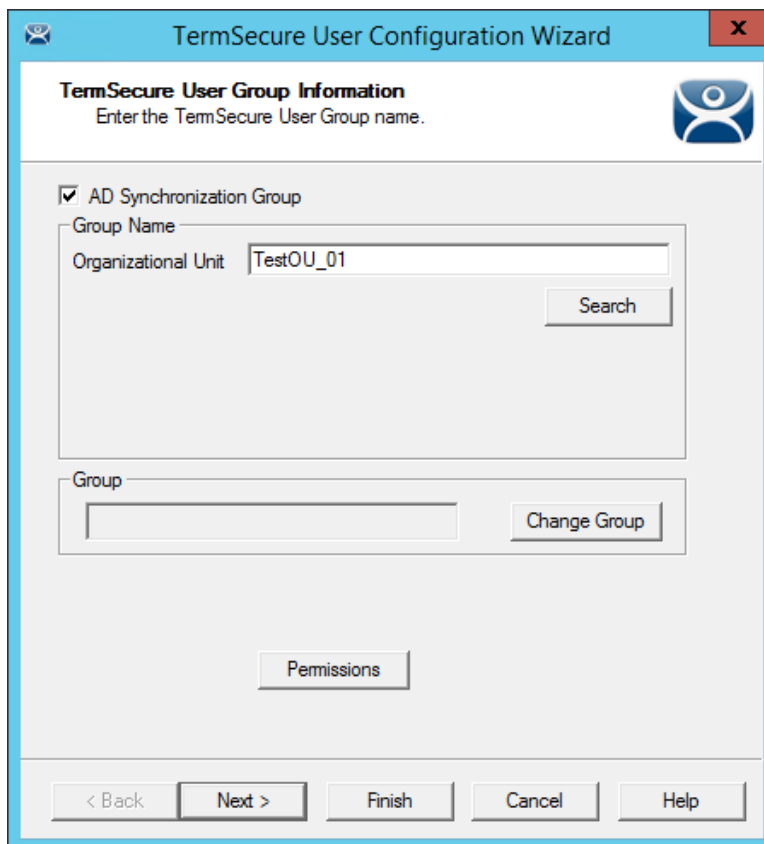 TermSecure User Configuration Wizard
x
TermSecure User Group Information
Enter the TermSecure User Group name.
AD Synchronization Group
Group Name
Organizational Unit TestOU_01
Search
Group
Change Group
Permissions
< Back Next > Finish Cancel Help